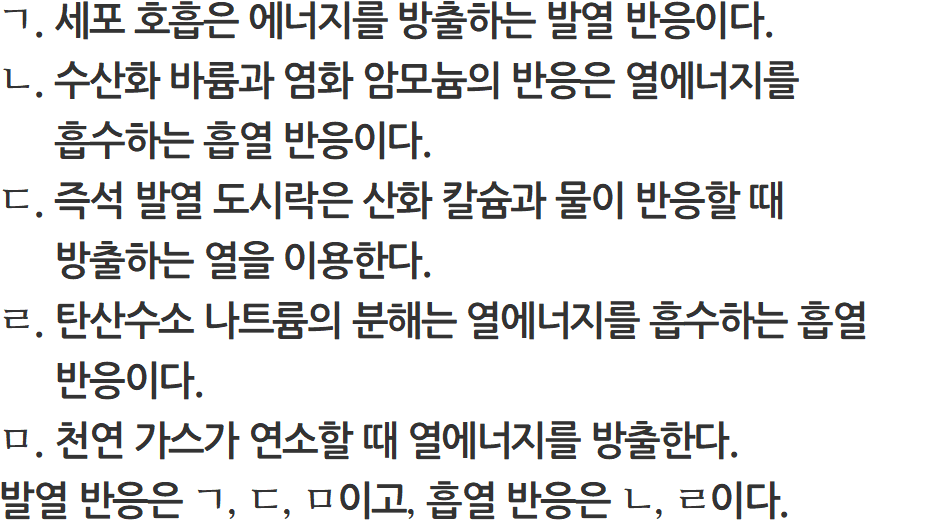 ㄱ. 세포 호흡은 에너지를 방출하는 발열 반응이다.
ㄴ. 수산화 바륨과 염화 암모늄의 반응은 열에너지를
흡수하는 흡열 반응이다.
ㄷ. 즉석 발열 도시락은 산화 칼슘과 물이 반응할 때
방출하는 열을 이용한다.
ㄹ. 탄산수소 나트륨의 분해는 열에너지를 흡수하는 흡열
반응이다.
ㅁ. 천연 가스가 연소할 때 열에너지를 방출한다.
발열 반응은 ㄱ, ㄷ, ㅁ이고, 흡열 반응은 ㄴ, ㄹ이다.